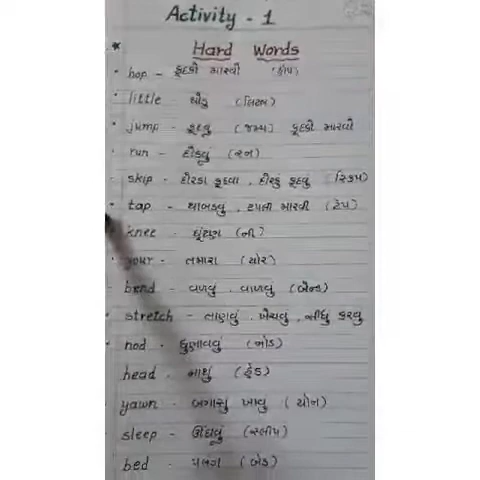 Activity - 1
* Hard Words
• hop - કૂદકો મારવો (હોપ)
• little - થોડુ (લિટલ)
• jump - કૂદવુ (જમ્પ) કૂદકો મારવો
• run - દોડવું (રન)
- skip - દોરડા કૂદવા , દોરડું કૂદવું (સ્કિપ)
• tap - થાબડવું , ટપલી મારવી (ટેપ)
knee - ઘૂંટણ (ની)
your - તમારા (યોર)
bend - વળવું . વાળવું (બેન્ડ)
• stretch - તાણવું , ખેંચવું , સીધુ કરવુ
• nod - ધુણાવવું (નોડ)
head - માથું (હેડ)
yawn - બગાસુ ખાવુ (યોન)
• sleep - ઊંઘવું (સ્લીપ)
bed - પલંગ (બેડ)